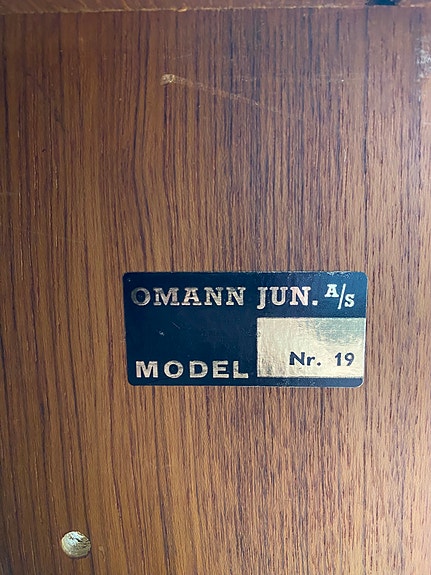 OMANN JUN. A/S
MODEL Nr. 19